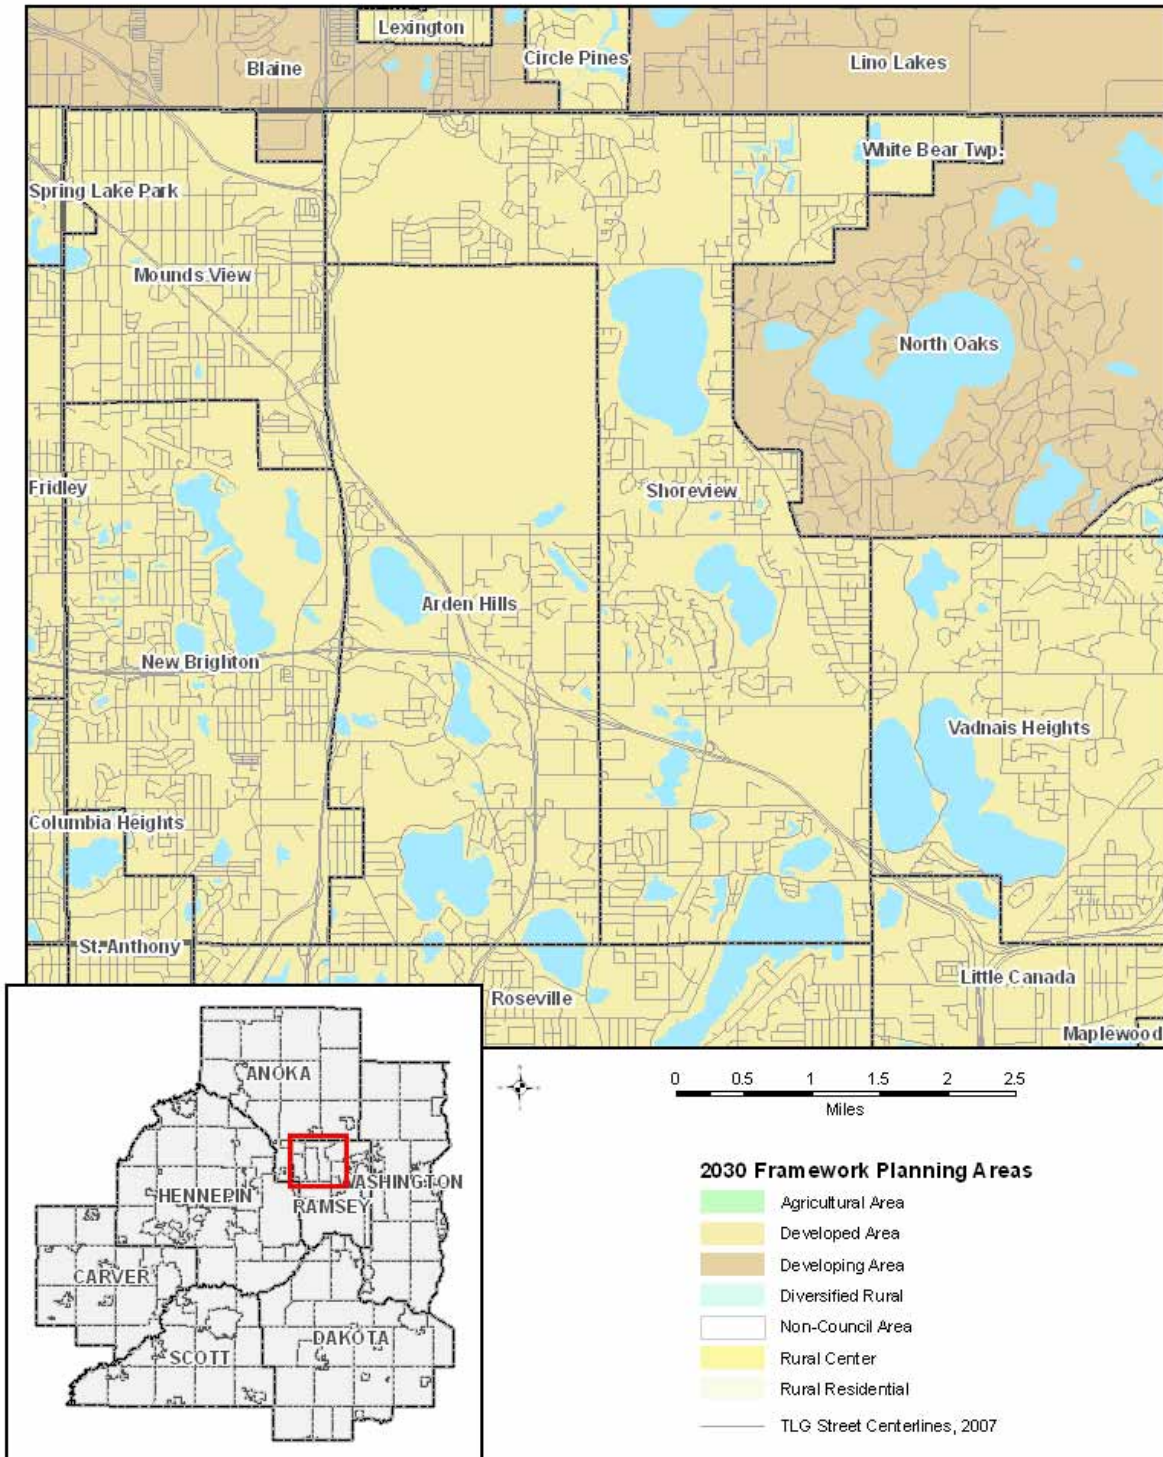 Lexington
Circle Pines
Blaine
Lino Lakes
White Bear Twp.
Spring Lake Park
Mounds View
North Oaks
Fridley
Shoreview
Arden Hills
New Brighton
Vadnais Heights
Columbia Heights
St. Anthony
Roseville
Little Canada
Maplewood
ANOKA
HENNEPIN
WASHINGTON
RAMSEY
CARVER
SCOTT
DAKOTA
0 0.5 1 1.5 2 2.5
Miles
2030 Framework Planning Areas
Agricultural Area
Developed Area
Developing Area
Diversified Rural
Non-Council Area
Rural Center
Rural Residential
TLG Street Centerlines, 2007